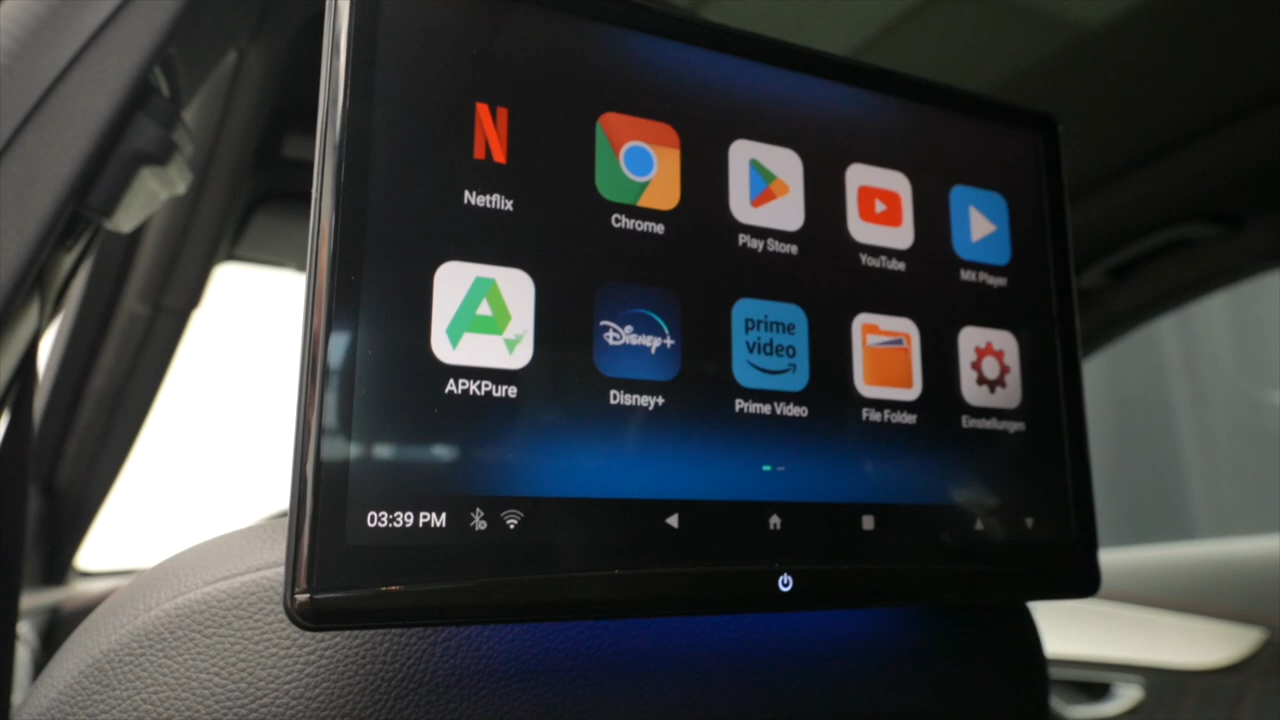 Netflix
Chrome
Play Store
YouTube
MX Player
APKPure
Disney+
Disney+
prime
video
Prime Video
File Folder
Einstellungen
03:39 PM